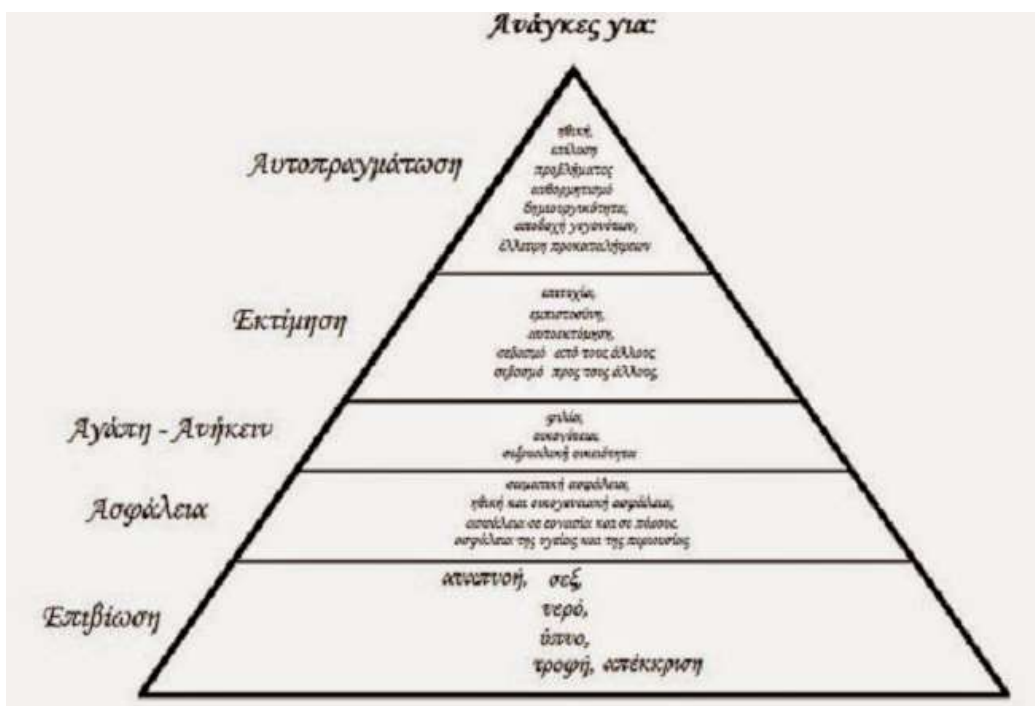 Ανάγκες για:
Αυτοπραγμάτωση
ηθική,
επίλυση
προβλήματος
αυθορμητισμό
δημιουργικότητα,
αποδοχή γεγονότων,
έλλειψη προκαταλήψεων
Εκτίμηση
επιτυχία,
εμπιστοσύνη,
αυτοεκτίμηση,
σεβασμό από τους άλλους
σεβασμό προς τους άλλους,
Αγάπη - Ανήκειν
φιλία,
οικογένεια,
σεξουαλική οικειότητα
Ασφάλεια
σωματική ασφάλεια,
ηθική και οικογενειακή ασφάλεια,
ασφάλεια σε εργασία και σε πόρους,
ασφάλεια της υγείας και της περιουσίας
Επιβίωση
αναπνοή, σεξ,
νερό,
ύπνο,
τροφή, απέκκριση